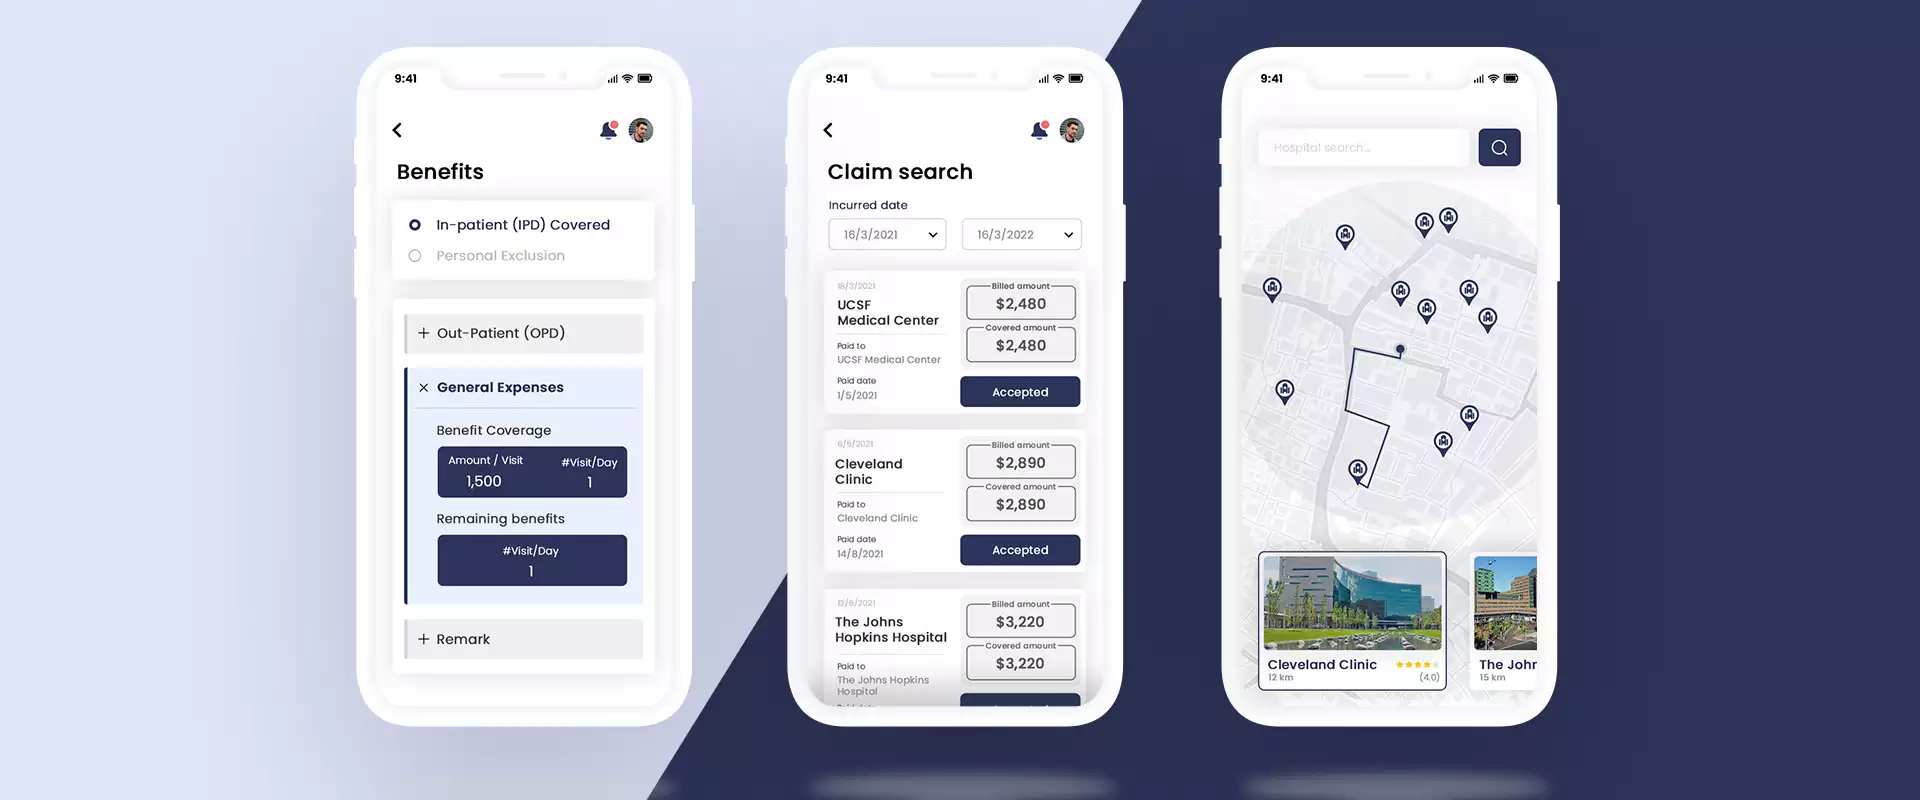 9:41
Benefits
In-patient (IPD) Covered
Personal Exclusion
+ Out-Patient (OPD)
× General Expenses
Benefit Coverage
Amount / Visit #Visit/Day
1,500 1
Remaining benefits
#Visit/Day
1
+ Remark
9:41
Claim search
Incurred date
16/3/2021 16/3/2022
18/3/2021
UCSF
Medical Center
Paid to
UCSF Medical Center
Paid date
1/5/2021
Billed amount
$2,480
Covered amount
$2,480
Accepted
6/5/2021
Cleveland
Clinic
Paid to
Cleveland Clinic
Paid date
14/8/2021
Billed amount
$2,890
Covered amount
$2,890
Accepted
12/6/2021
The Johns
Hopkins Hospital
Paid to
The Johns Hopkins
Hospital
Billed amount
$3,220
Covered amount
$3,220
9:41
Hospital search...
Cleveland Clinic
12 km (4.0)
The John
15 km